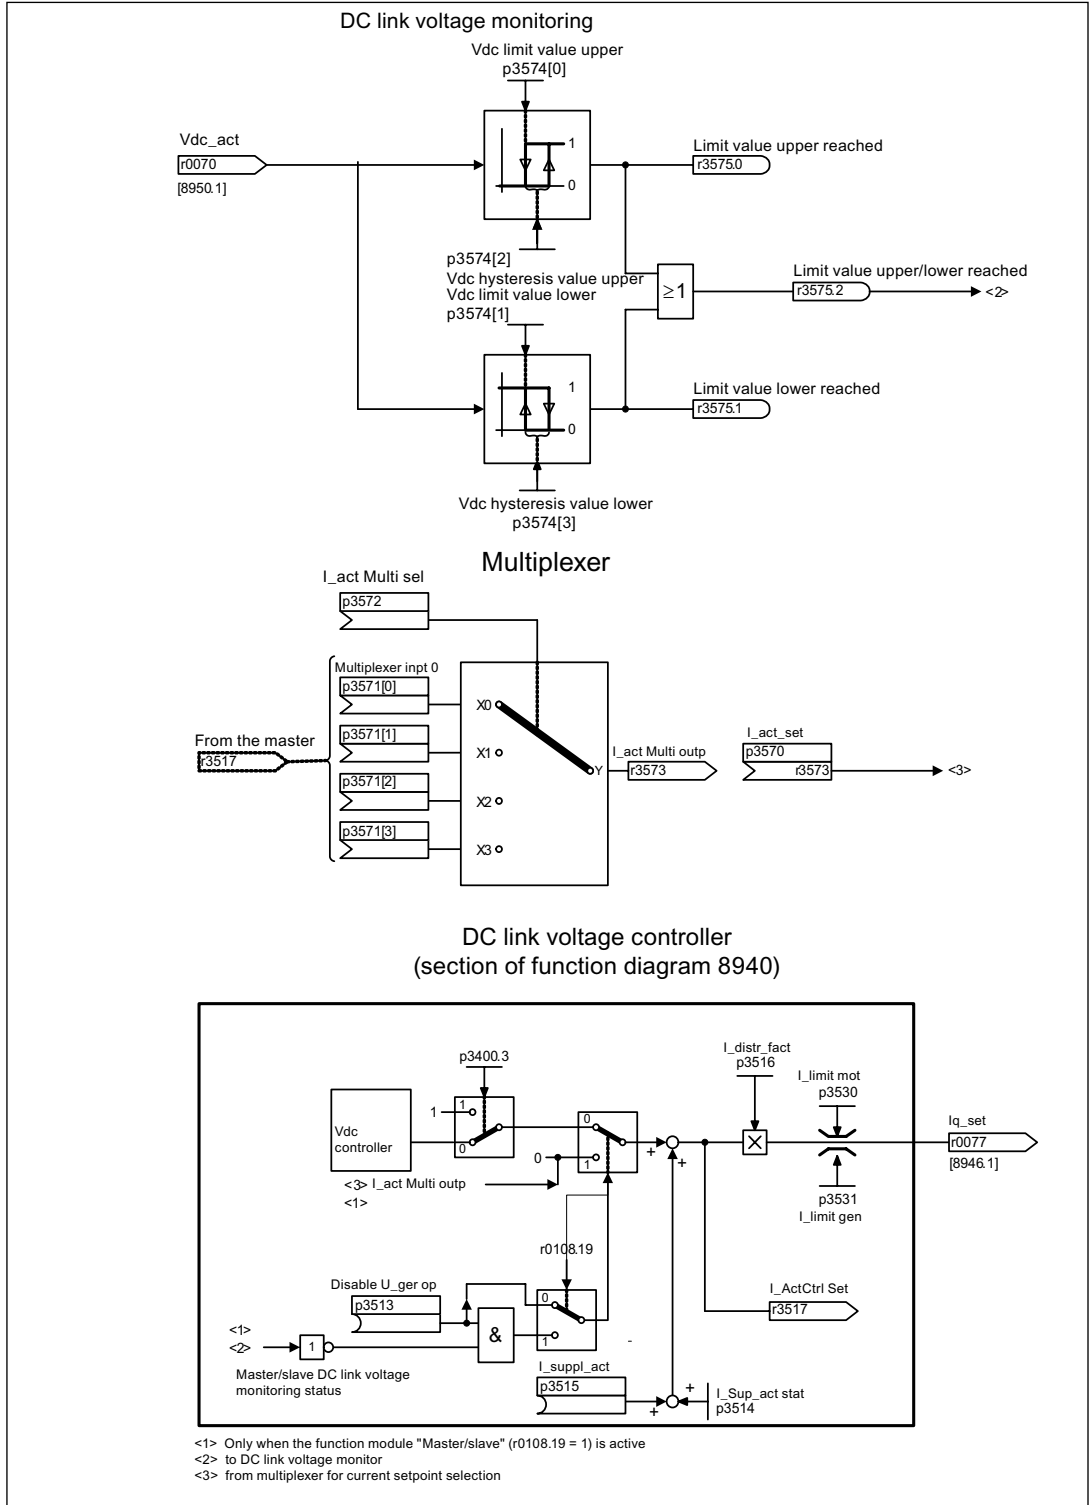 DC link voltage monitoring
Vdc limit value upper
p3574[0]
Vdc_act
r0070
[8950.1]
1
0
Limit value upper reached
r3575.0
p3574[2]
Vdc hysteresis value upper
Vdc limit value lower
p3574[1]
≥1
Limit value upper/lower reached
r3575.2
<2>
1
0
Limit value lower reached
r3575.1
Vdc hysteresis value lower
p3574[3]
Multiplexer
I_act Multi sel
p3572
Multiplexer inpt 0
p3571[0]
X0
From the master
r3517
p3571[1]
X1
p3571[2]
X2
p3571[3]
X3
Y
I_act Multi outp
r3573
I_act_set
p3570
r3573
<3>
DC link voltage controller
(section of function diagram 8940)
p3400.3
1
1
0
Vdc
controller
0
0
1
<3> I_act Multi outp
<1>
+
+
I_distr_fact
p3516
X
I_limit mot
p3530
p3531
I_limit gen
Iq_set
r0077
[8946.1]
r0108.19
Disable U_ger op
p3513
0
1
&
-
<1>
<2>
1
Master/slave DC link voltage
monitoring status
I_ActCtrl Set
r3517
I_suppl_act
p3515
+
+
I_Sup_act stat
p3514
<1> Only when the function module "Master/slave" (r0108.19 = 1) is active
<2> to DC link voltage monitor
<3> from multiplexer for current setpoint selection